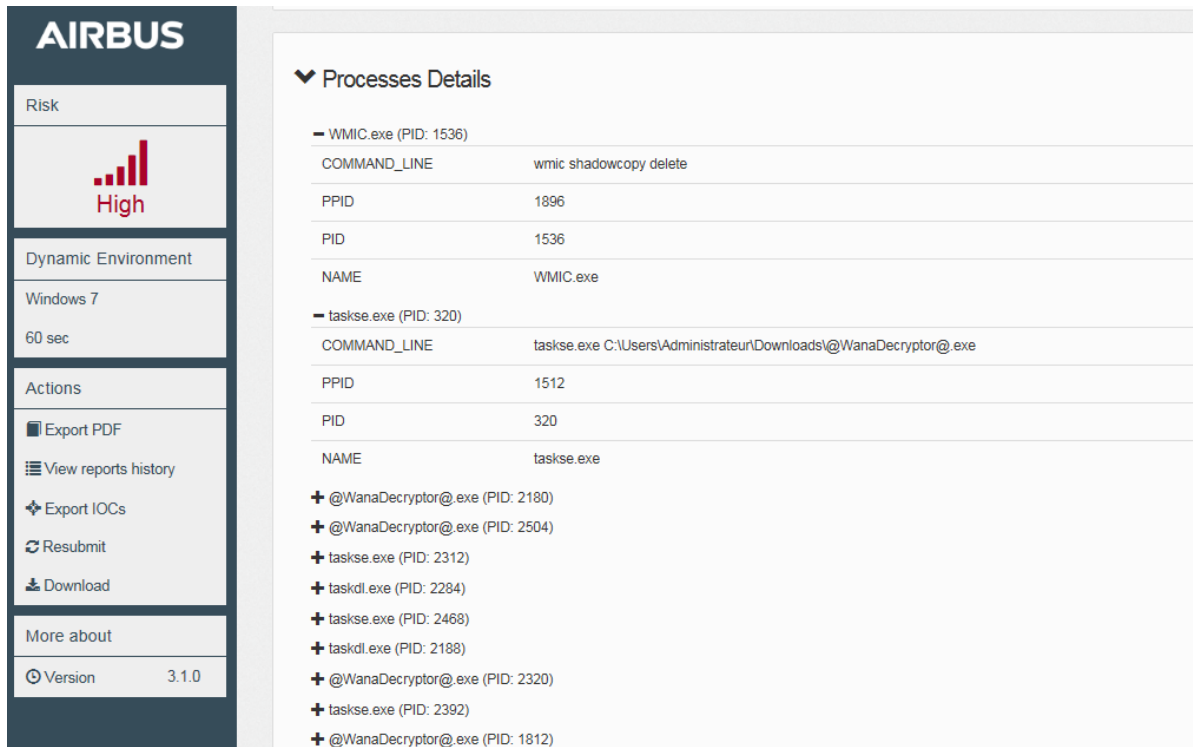 AIRBUS
Risk
High
Dynamic Environment
Windows 7
60 sec
Actions
Export PDF
View reports history
Export IOCs
Resubmit
Download
More about
Version 3.1.0
Processes Details
WMIC.exe (PID: 1536)
COMMAND_LINE wmic shadowcopy delete
PPID 1896
PID 1536
NAME WMIC.exe
taskse.exe (PID: 320)
COMMAND_LINE taskse.exe C:\Users\Administrateur\Downloads\@WanaDecryptor@.exe
PPID 1512
PID 320
NAME taskse.exe
@WanaDecryptor@.exe (PID: 2180)
@WanaDecryptor@.exe (PID: 2504)
taskse.exe (PID: 2312)
taskdl.exe (PID: 2284)
taskse.exe (PID: 2468)
taskdl.exe (PID: 2188)
@WanaDecryptor@.exe (PID: 2320)
taskse.exe (PID: 2392)
@WanaDecryptor@.exe (PID: 1812)